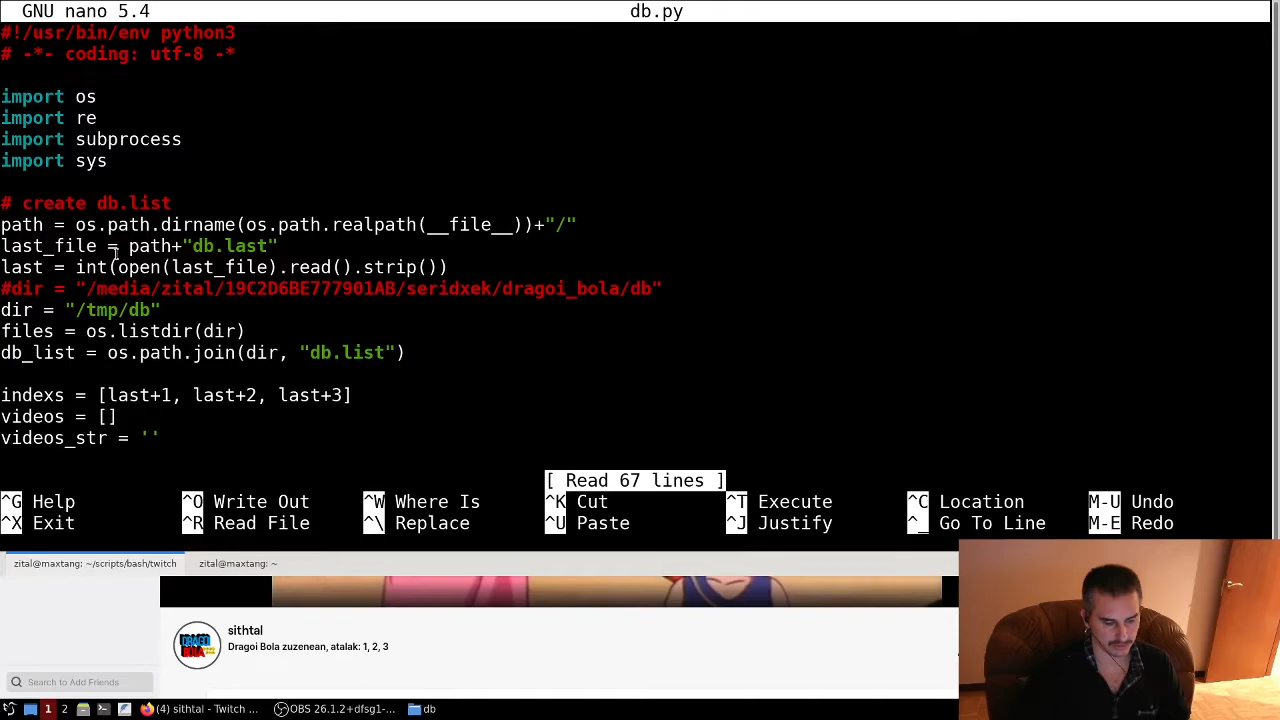 GNU nano 5.4 db.py
#!/usr/bin/env python3
# -*- coding: utf-8 -*
import os
import re
import subprocess
import sys
# create db.list
path = os.path.dirname(os.path.realpath(__file__))+"/"
last_file = path+"db.last"
last = int(open(last_file).read().strip())
#dir = "/media/zital/19C2D6BE777901AB/seridxek/dragoi_bola/db"
dir = "/tmp/db"
files = os.listdir(dir)
db_list = os.path.join(dir, "db.list")
indexs = [last+1, last+2, last+3]
videos = []
videos_str = ''
[ Read 67 lines ]
^G Help ^O Write Out ^W Where Is ^K Cut ^T Execute ^C Location M-U Undo
^X Exit ^R Read File ^\ Replace ^U Paste ^J Justify ^_ Go To Line M-E Redo
zital@maxtang: ~/scripts/bash/twitch zital@maxtang: ~
DRAGOI BOLA
sithtal
Dragoi Bola zuzenean, atalak: 1, 2, 3
Search to Add Friends
1 2 (4) sithtal - Twitch ... OBS 26.1.2+dfsg1-... db